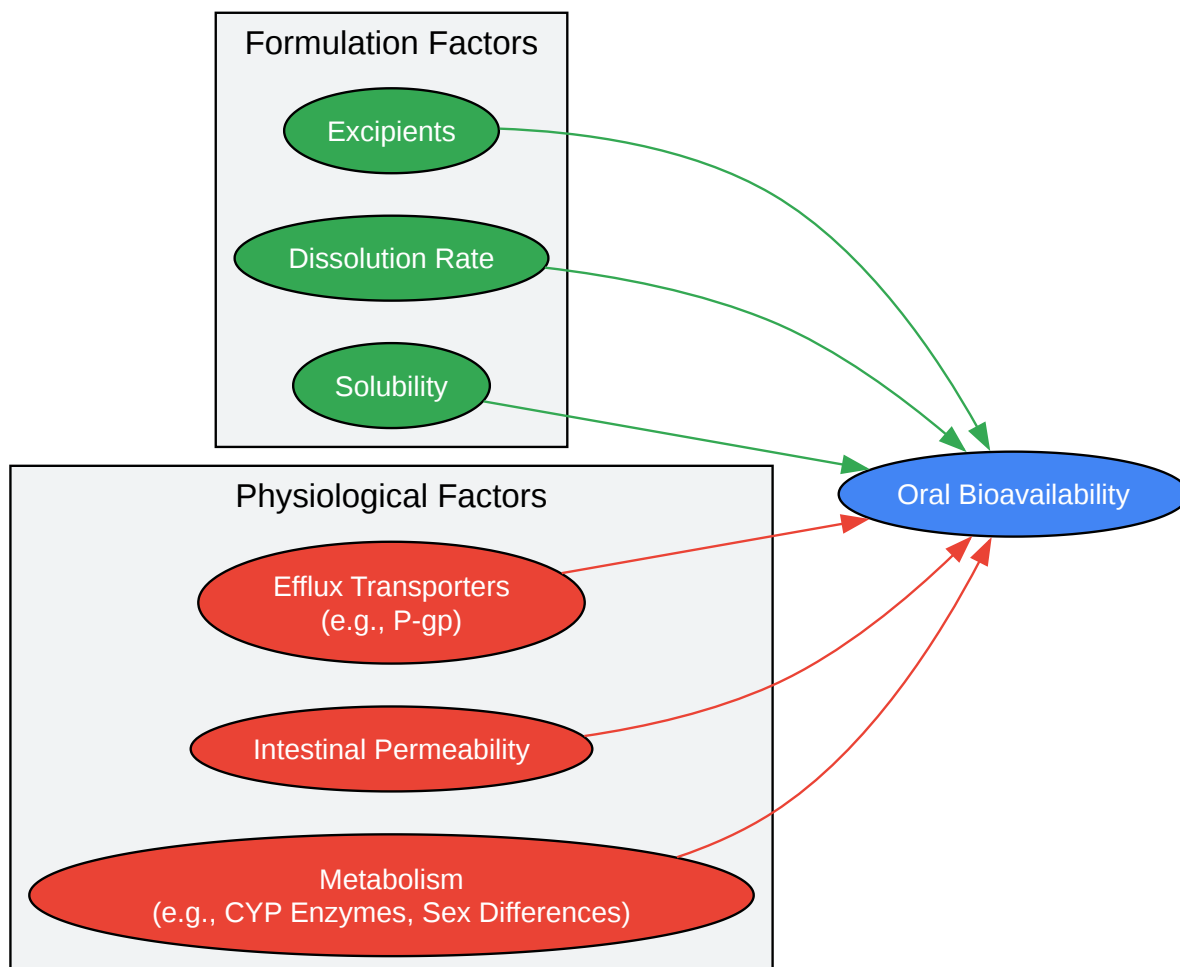 Formulation Factors
Excipients
Dissolution Rate
Solubility
Physiological Factors
Efflux Transporters
(e.g., P-gp)
Intestinal Permeability
Metabolism
(e.g., CYP Enzymes, Sex Differences)
Oral Bioavailability